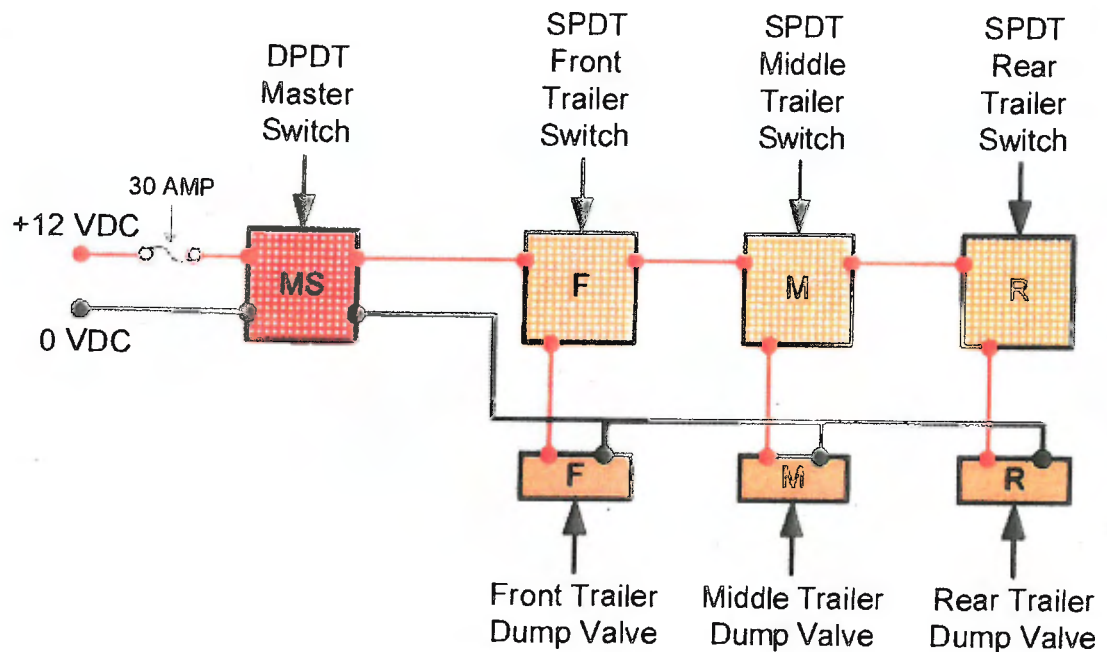 DPDT
Master
Switch
SPDT
Front
Trailer
Switch
SPDT
Middle
Trailer
Switch
SPDT
Rear
Trailer
Switch
30 AMP
+12 VDC
0 VDC
MS
F
M
R
F
M
R
Front Trailer
Dump Valve
Middle Trailer
Dump Valve
Rear Trailer
Dump Valve